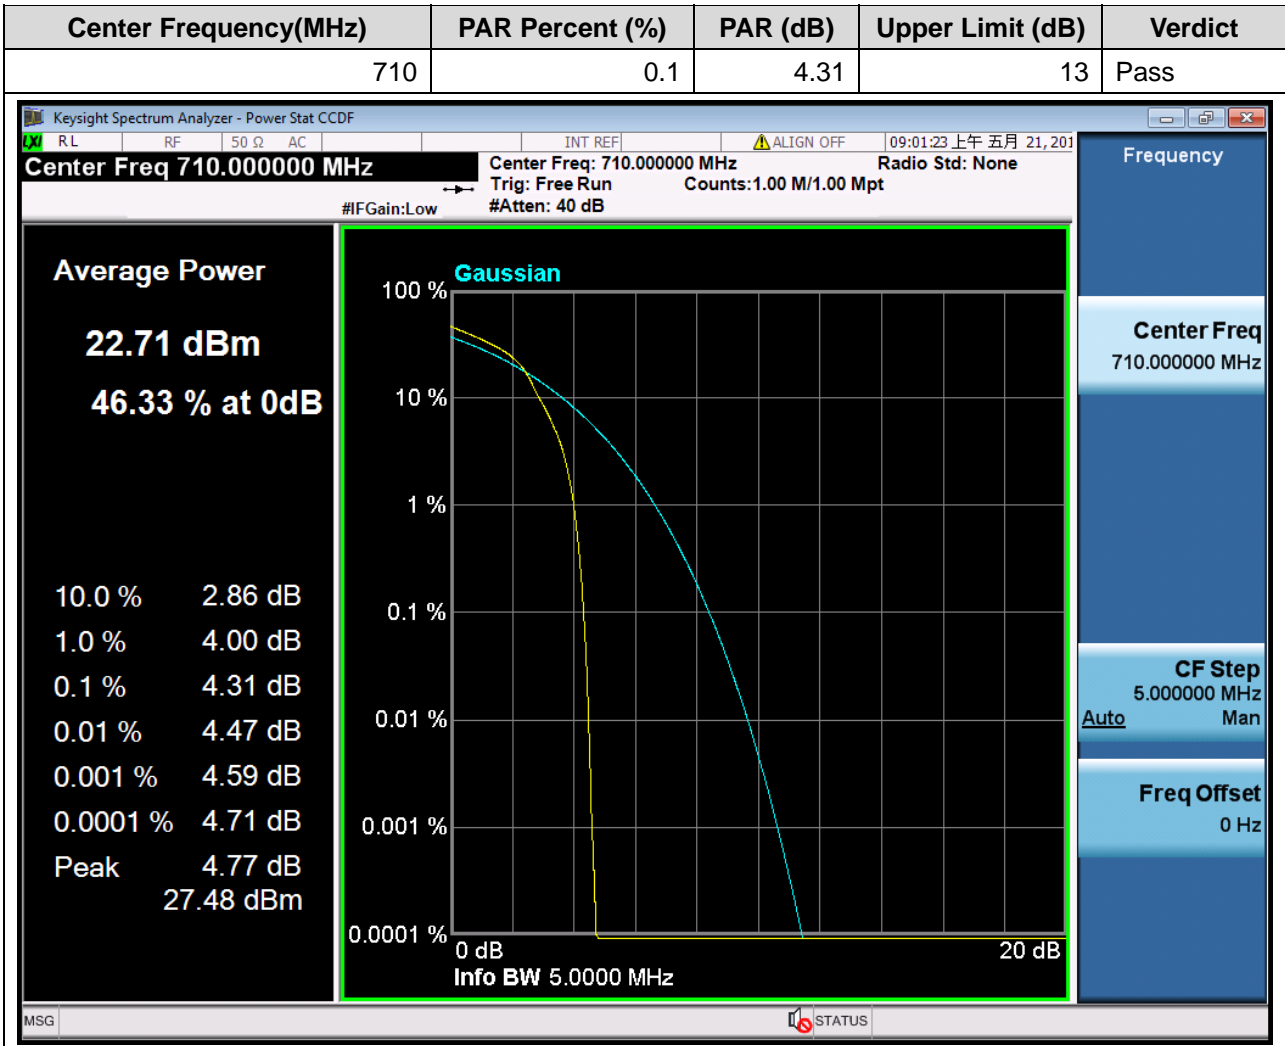 Center Frequency(MHz) PAR Percent (%) PAR (dB) Upper Limit (dB) Verdict
710 0.1 4.31 13 Pass
Keysight Spectrum Analyzer - Power Stat CCDF
LXI RL RF 50 Ω AC INT REF ALIGN OFF 09:01:23 上午 五月 21, 201
Center Freq 710.000000 MHz
Center Freq: 710.000000 MHz Radio Std: None
Trig: Free Run Counts:1.00 M/1.00 Mpt
#IFGain:Low #Atten: 40 dB
Average Power
22.71 dBm
46.33 % at 0dB
10.0 % 2.86 dB
1.0 % 4.00 dB
0.1 % 4.31 dB
0.01 % 4.47 dB
0.001 % 4.59 dB
0.0001 % 4.71 dB
Peak 4.77 dB
27.48 dBm
Gaussian
100 %
10 %
1 %
0.1 %
0.01 %
0.001 %
0.0001 %
0 dB 20 dB
Info BW 5.0000 MHz
Frequency
Center Freq
710.000000 MHz
CF Step
5.000000 MHz
Auto Man
Freq Offset
0 Hz
MSG STATUS